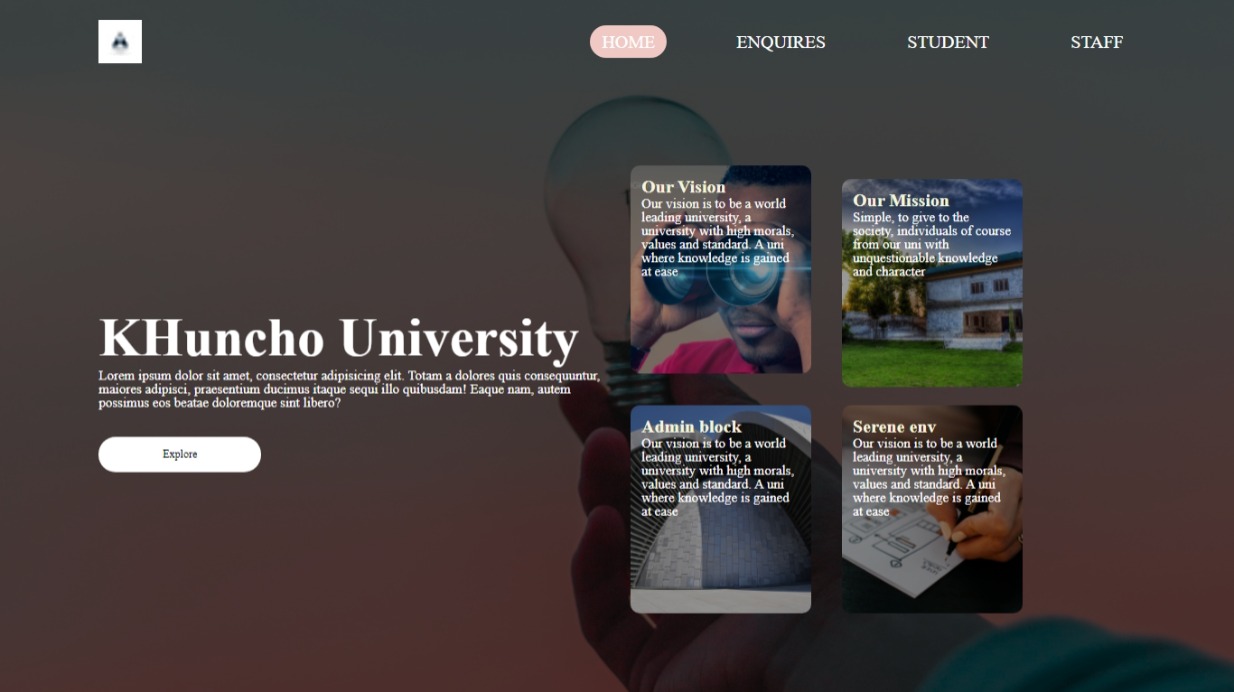 HOME
ENQUIRES
STUDENT
STAFF
KHuncho University
Lorem ipsum dolor sit amet, consectetur adipisicing elit. Totam a dolores quis consequuntur,
maiores adipisci, praesentium ducimus itaque sequi illo quibusdam! Eaque nam, autem
possimus eos beatae doloremque sint libero?
Explore
Our Vision
Our vision is to be a world
leading university, a
university with high morals,
values and standard. A uni
where knowledge is gained
at ease
Our Mission
Simple, to give to the
society, individuals of course
from our uni with
unquestionable knowledge
and character
Admin block
Our vision is to be a world
leading university, a
university with high morals,
values and standard. A uni
where knowledge is gained
at ease
Serene env
Our vision is to be a world
leading university, a
university with high morals,
values and standard. A uni
where knowledge is gained
at ease